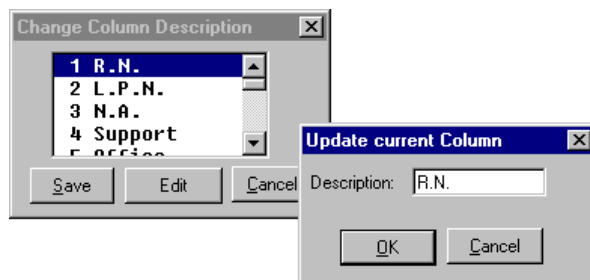 Change Column Description
1 R.N.
2 L.P.N.
3 N.A.
4 Support
Save Edit Cancel
Update current Column
Description: R.N.
OK Cancel